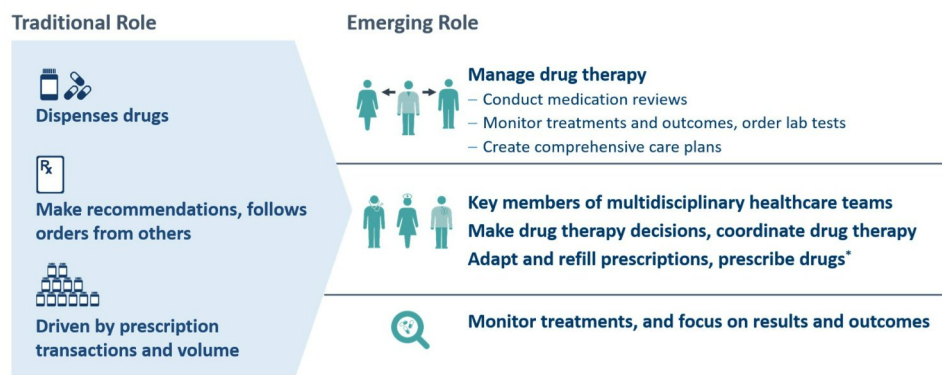 Traditional Role
Dispenses drugs
Rx
Make recommendations, follows
orders from others
Driven by prescription
transactions and volume
Emerging Role
Manage drug therapy
– Conduct medication reviews
– Monitor treatments and outcomes, order lab tests
– Create comprehensive care plans
Key members of multidisciplinary healthcare teams
Make drug therapy decisions, coordinate drug therapy
Adapt and refill prescriptions, prescribe drugs*
Monitor treatments, and focus on results and outcomes